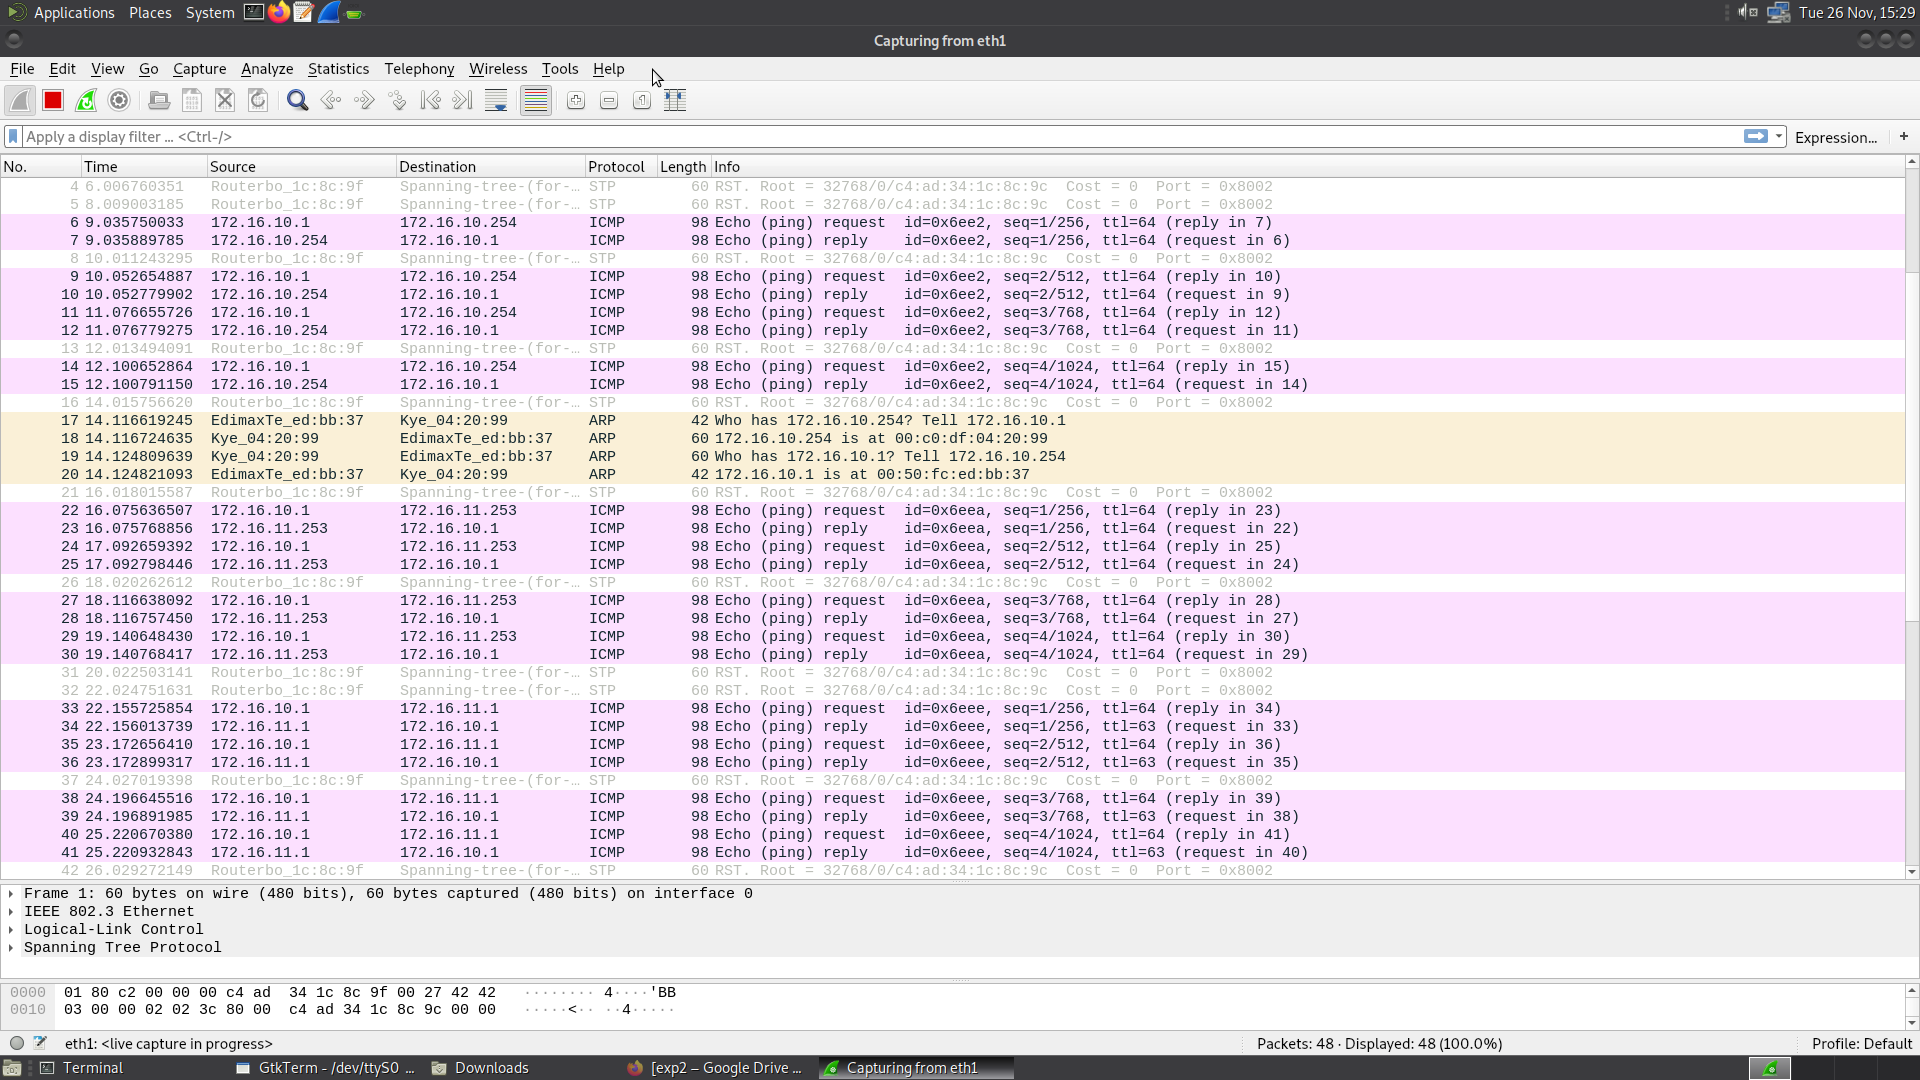 Applications Places System Tue 26 Nov, 15:29
Capturing from eth1
File Edit View Go Capture Analyze Statistics Telephony Wireless Tools Help
Apply a display filter ... <Ctrl-/> Expression... +
No. Time Source Destination Protocol Length Info
4 6.006760351 Routerbo_1c:8c:9f Spanning-tree-(for-… STP 60 RST. Root = 32768/0/c4:ad:34:1c:8c:9c Cost = 0 Port = 0x8002
5 8.009003185 Routerbo_1c:8c:9f Spanning-tree-(for-… STP 60 RST. Root = 32768/0/c4:ad:34:1c:8c:9c Cost = 0 Port = 0x8002
6 9.035750033 172.16.10.1 172.16.10.254 ICMP 98 Echo (ping) request id=0x6ee2, seq=1/256, ttl=64 (reply in 7)
7 9.035889785 172.16.10.254 172.16.10.1 ICMP 98 Echo (ping) reply id=0x6ee2, seq=1/256, ttl=64 (request in 6)
8 10.011243295 Routerbo_1c:8c:9f Spanning-tree-(for-… STP 60 RST. Root = 32768/0/c4:ad:34:1c:8c:9c Cost = 0 Port = 0x8002
9 10.052654887 172.16.10.1 172.16.10.254 ICMP 98 Echo (ping) request id=0x6ee2, seq=2/512, ttl=64 (reply in 10)
10 10.052779902 172.16.10.254 172.16.10.1 ICMP 98 Echo (ping) reply id=0x6ee2, seq=2/512, ttl=64 (request in 9)
11 11.076655726 172.16.10.1 172.16.10.254 ICMP 98 Echo (ping) request id=0x6ee2, seq=3/768, ttl=64 (reply in 12)
12 11.076779275 172.16.10.254 172.16.10.1 ICMP 98 Echo (ping) reply id=0x6ee2, seq=3/768, ttl=64 (request in 11)
13 12.013494091 Routerbo_1c:8c:9f Spanning-tree-(for-… STP 60 RST. Root = 32768/0/c4:ad:34:1c:8c:9c Cost = 0 Port = 0x8002
14 12.100652864 172.16.10.1 172.16.10.254 ICMP 98 Echo (ping) request id=0x6ee2, seq=4/1024, ttl=64 (reply in 15)
15 12.100791150 172.16.10.254 172.16.10.1 ICMP 98 Echo (ping) reply id=0x6ee2, seq=4/1024, ttl=64 (request in 14)
16 14.015756620 Routerbo_1c:8c:9f Spanning-tree-(for-… STP 60 RST. Root = 32768/0/c4:ad:34:1c:8c:9c Cost = 0 Port = 0x8002
17 14.116619245 EdimaxTe_ed:bb:37 Kye_04:20:99 ARP 42 Who has 172.16.10.254? Tell 172.16.10.1
18 14.116724635 Kye_04:20:99 EdimaxTe_ed:bb:37 ARP 60 172.16.10.254 is at 00:c0:df:04:20:99
19 14.124809639 Kye_04:20:99 EdimaxTe_ed:bb:37 ARP 60 Who has 172.16.10.1? Tell 172.16.10.254
20 14.124821093 EdimaxTe_ed:bb:37 Kye_04:20:99 ARP 42 172.16.10.1 is at 00:50:fc:ed:bb:37
21 16.018015587 Routerbo_1c:8c:9f Spanning-tree-(for-… STP 60 RST. Root = 32768/0/c4:ad:34:1c:8c:9c Cost = 0 Port = 0x8002
22 16.075636507 172.16.10.1 172.16.11.253 ICMP 98 Echo (ping) request id=0x6eea, seq=1/256, ttl=64 (reply in 23)
23 16.075768856 172.16.11.253 172.16.10.1 ICMP 98 Echo (ping) reply id=0x6eea, seq=1/256, ttl=64 (request in 22)
24 17.092659392 172.16.10.1 172.16.11.253 ICMP 98 Echo (ping) request id=0x6eea, seq=2/512, ttl=64 (reply in 25)
25 17.092798446 172.16.11.253 172.16.10.1 ICMP 98 Echo (ping) reply id=0x6eea, seq=2/512, ttl=64 (request in 24)
26 18.020262612 Routerbo_1c:8c:9f Spanning-tree-(for-… STP 60 RST. Root = 32768/0/c4:ad:34:1c:8c:9c Cost = 0 Port = 0x8002
27 18.116638092 172.16.10.1 172.16.11.253 ICMP 98 Echo (ping) request id=0x6eea, seq=3/768, ttl=64 (reply in 28)
28 18.116757450 172.16.11.253 172.16.10.1 ICMP 98 Echo (ping) reply id=0x6eea, seq=3/768, ttl=64 (request in 27)
29 19.140648430 172.16.10.1 172.16.11.253 ICMP 98 Echo (ping) request id=0x6eea, seq=4/1024, ttl=64 (reply in 30)
30 19.140768417 172.16.11.253 172.16.10.1 ICMP 98 Echo (ping) reply id=0x6eea, seq=4/1024, ttl=64 (request in 29)
31 20.022503141 Routerbo_1c:8c:9f Spanning-tree-(for-… STP 60 RST. Root = 32768/0/c4:ad:34:1c:8c:9c Cost = 0 Port = 0x8002
32 22.024751631 Routerbo_1c:8c:9f Spanning-tree-(for-… STP 60 RST. Root = 32768/0/c4:ad:34:1c:8c:9c Cost = 0 Port = 0x8002
33 22.155725854 172.16.10.1 172.16.11.1 ICMP 98 Echo (ping) request id=0x6eee, seq=1/256, ttl=64 (reply in 34)
34 22.156013739 172.16.11.1 172.16.10.1 ICMP 98 Echo (ping) reply id=0x6eee, seq=1/256, ttl=63 (request in 33)
35 23.172656410 172.16.10.1 172.16.11.1 ICMP 98 Echo (ping) request id=0x6eee, seq=2/512, ttl=64 (reply in 36)
36 23.172899317 172.16.11.1 172.16.10.1 ICMP 98 Echo (ping) reply id=0x6eee, seq=2/512, ttl=63 (request in 35)
37 24.027019398 Routerbo_1c:8c:9f Spanning-tree-(for-… STP 60 RST. Root = 32768/0/c4:ad:34:1c:8c:9c Cost = 0 Port = 0x8002
38 24.196645516 172.16.10.1 172.16.11.1 ICMP 98 Echo (ping) request id=0x6eee, seq=3/768, ttl=64 (reply in 39)
39 24.196891985 172.16.11.1 172.16.10.1 ICMP 98 Echo (ping) reply id=0x6eee, seq=3/768, ttl=63 (request in 38)
40 25.220670380 172.16.10.1 172.16.11.1 ICMP 98 Echo (ping) request id=0x6eee, seq=4/1024, ttl=64 (reply in 41)
41 25.220932843 172.16.11.1 172.16.10.1 ICMP 98 Echo (ping) reply id=0x6eee, seq=4/1024, ttl=63 (request in 40)
42 26.029272149 Routerbo_1c:8c:9f Spanning-tree-(for-… STP 60 RST. Root = 32768/0/c4:ad:34:1c:8c:9c Cost = 0 Port = 0x8002
Frame 1: 60 bytes on wire (480 bits), 60 bytes captured (480 bits) on interface 0
IEEE 802.3 Ethernet
Logical-Link Control
Spanning Tree Protocol
0000 01 80 c2 00 00 00 c4 ad 34 1c 8c 9f 00 27 42 42 ········ 4····'BB
0010 03 00 00 02 02 3c 80 00 c4 ad 34 1c 8c 9c 00 00 ·····<·· ··4·····
eth1: <live capture in progress> Packets: 48 · Displayed: 48 (100.0%) Profile: Default
Terminal GtkTerm - /dev/ttyS0 ... Downloads [exp2 – Google Drive ... Capturing from eth1